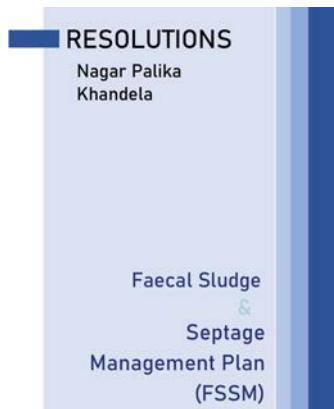 RESOLUTIONS
Nagar Palika
Khandela
Faecal Sludge
&
Septage
Management Plan
(FSSM)